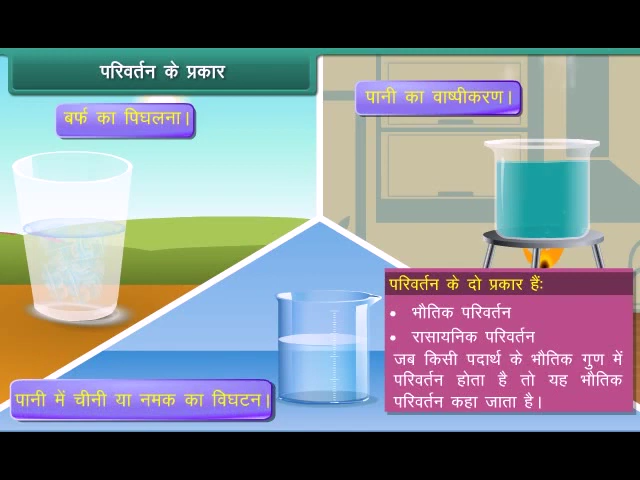 परिवर्तन के प्रकार
बर्फ का पिघलना।
पानी का वाष्पीकरण।
पानी में चीनी या नमक का विघटन।
परिवर्तन के दो प्रकार हैंः
• भौतिक परिवर्तन
• रासायनिक परिवर्तन
जब किसी पदार्थ के भौतिक गुण में
परिवर्तन होता है तो यह भौतिक
परिवर्तन कहा जाता है।